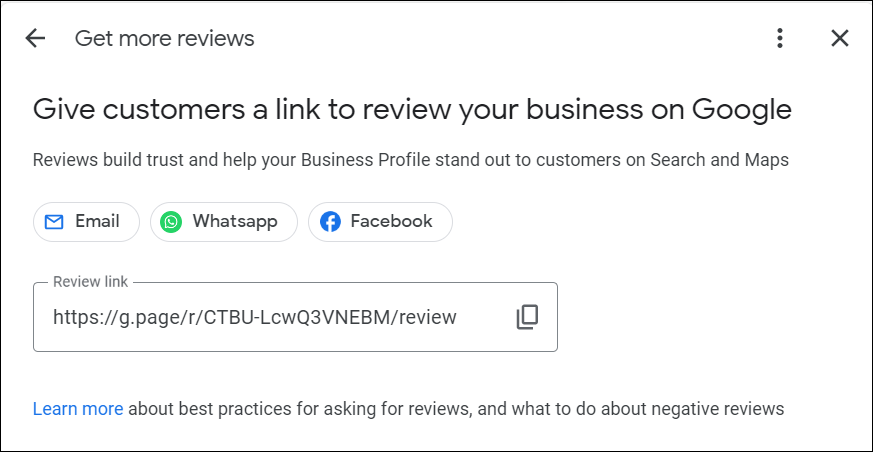 Get more reviews
Give customers a link to review your business on Google
Reviews build trust and help your Business Profile stand out to customers on Search and Maps
Email Whatsapp Facebook
Review link
https://g.page/r/CTBU-LcwQ3VNEBM/review
Learn more about best practices for asking for reviews, and what to do about negative reviews